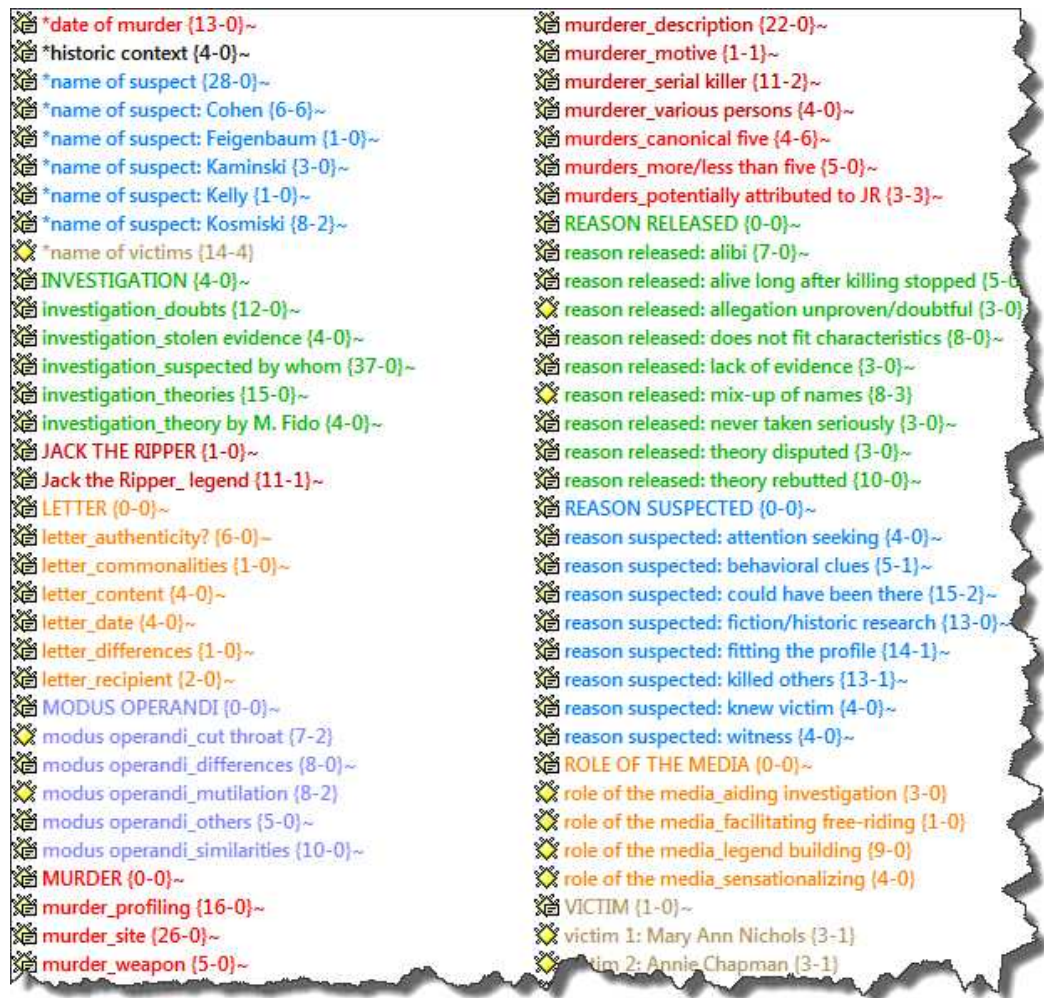 *date of murder {13-0}~
*historic context {4-0}~
*name of suspect {28-0}~
*name of suspect: Cohen {6-6}~
*name of suspect: Feigenbaum {1-0}~
*name of suspect: Kaminski {3-0}~
*name of suspect: Kelly {1-0}~
*name of suspect: Kosmiski {8-2}~
*name of victims {14-4}
INVESTIGATION {4-0}~
investigation_doubts {12-0}~
investigation_stolen evidence {4-0}~
investigation_suspected by whom {37-0}~
investigation_theories {15-0}~
investigation_theory by M. Fido {4-0}~
JACK THE RIPPER {1-0}~
Jack the Ripper_ legend {11-1}~
LETTER {0-0}~
letter_authenticity? {6-0}~
letter_commonalities {1-0}~
letter_content {4-0}~
letter_date {4-0}~
letter_differences {1-0}~
letter_recipient {2-0}~
MODUS OPERANDI {0-0}~
modus operandi_cut throat {7-2}
modus operandi_differences {8-0}~
modus operandi_mutilation {8-2}
modus operandi_others {5-0}~
modus operandi_similarities {10-0}~
MURDER {0-0}~
murder_profiling {16-0}~
murder_site {26-0}~
murder_weapon {5-0}~
murderer_description {22-0}~
murderer_motive {1-1}~
murderer_serial killer {11-2}~
murderer_various persons {4-0}~
murders_canonical five {4-6}~
murders_more/less than five {5-0}~
murders_potentially attributed to JR {3-3}~
REASON RELEASED {0-0}~
reason released: alibi {7-0}~
reason released: alive long after killing stopped {5-0
reason released: allegation unproven/doubtful {3-0}
reason released: does not fit characteristics {8-0}~
reason released: lack of evidence {3-0}~
reason released: mix-up of names {8-3}
reason released: never taken seriously {3-0}~
reason released: theory disputed {3-0}~
reason released: theory rebutted {10-0}~
REASON SUSPECTED {0-0}~
reason suspected: attention seeking {4-0}~
reason suspected: behavioral clues {5-1}~
reason suspected: could have been there {15-2}~
reason suspected: fiction/historic research {13-0}~
reason suspected: fitting the profile {14-1}~
reason suspected: killed others {13-1}~
reason suspected: knew victim {4-0}~
reason suspected: witness {4-0}~
ROLE OF THE MEDIA {0-0}~
role of the media_aiding investigation {3-0}
role of the media_facilitating free-riding {1-0}
role of the media_legend building {9-0}
role of the media_sensationalizing {4-0}
VICTIM {1-0}~
victim 1: Mary Ann Nichols {3-1}
tim 2: Annie Chapman {3-1}